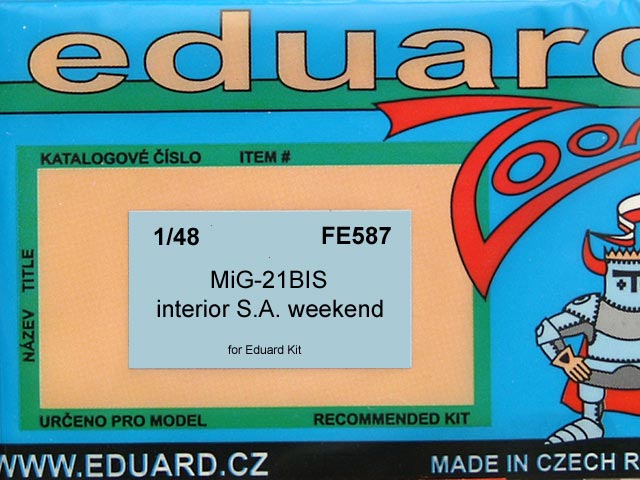 eduard
ZOOM
KATALOGOVÉ ČÍSLO ITEM #
1/48 FE587
MiG-21BIS
interior S.A. weekend
for Eduard Kit
NÁZEV TITLE
URČENO PRO MODEL RECOMMENDED KIT
WWW.EDUARD.CZ MADE IN CZECH R